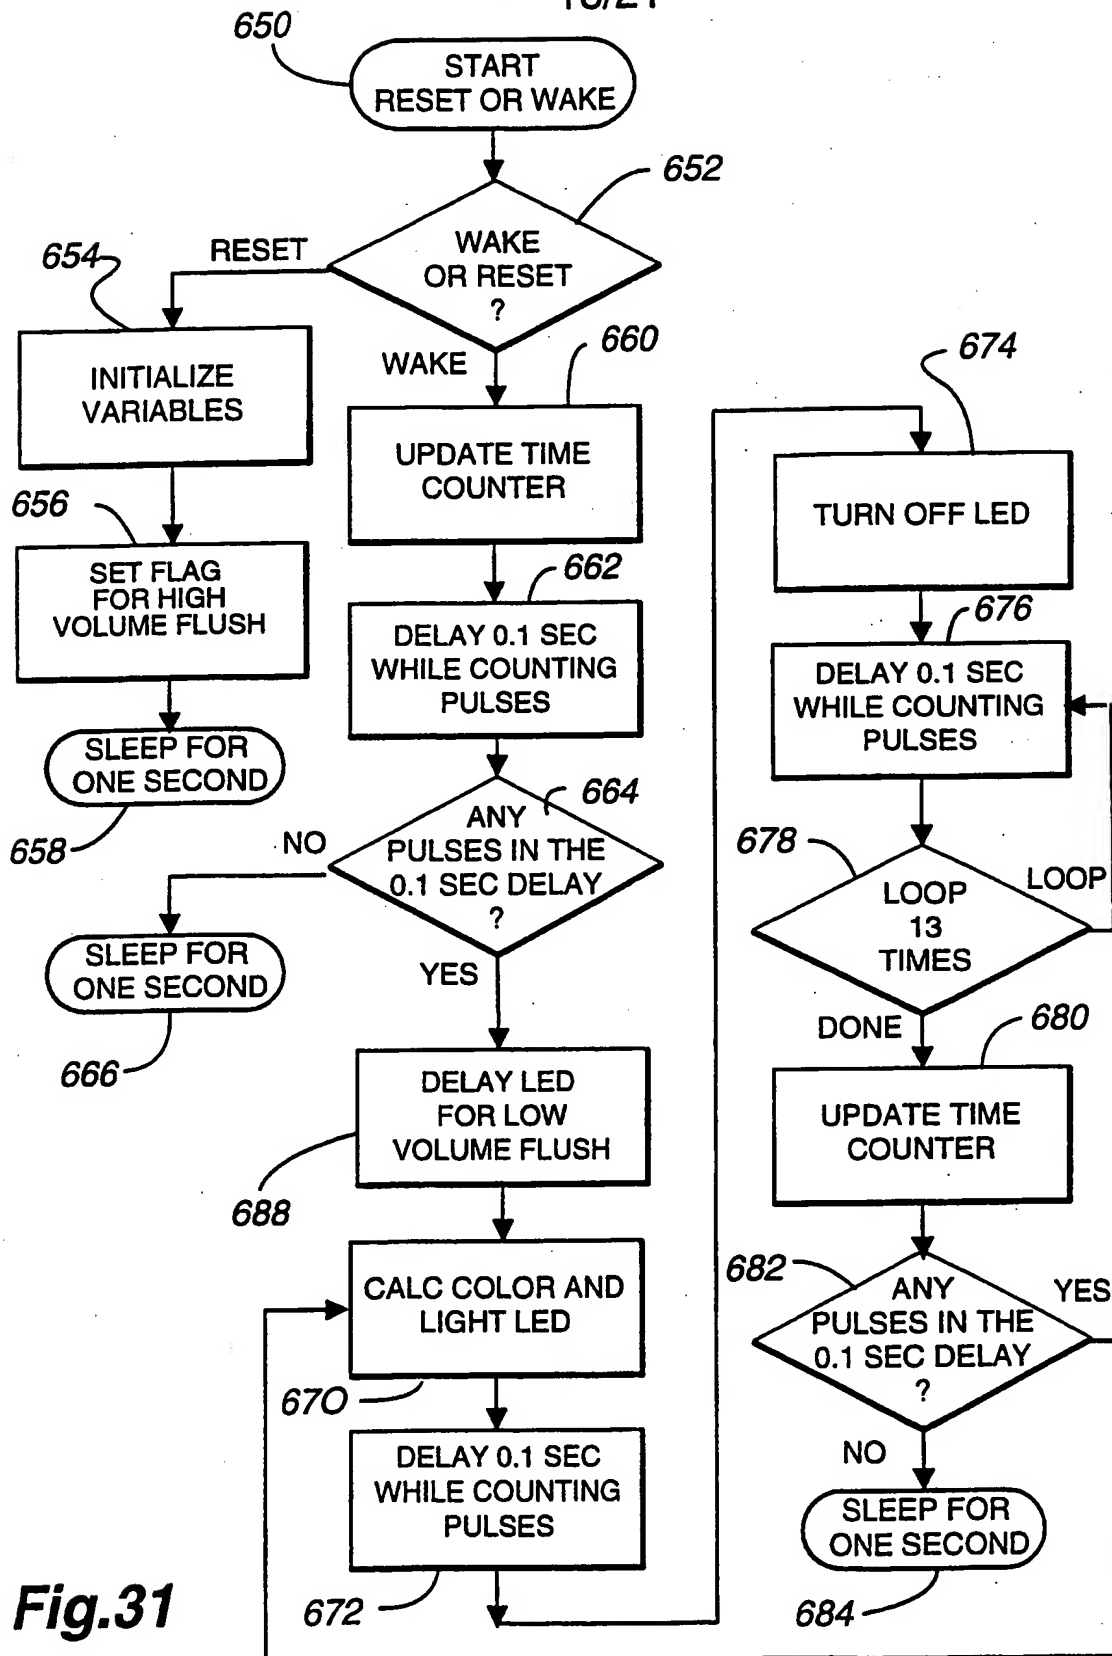 650
START
RESET OR WAKE
652
WAKE
OR RESET
?
RESET
654
INITIALIZE
VARIABLES
656
SET FLAG
FOR HIGH
VOLUME FLUSH
SLEEP FOR
ONE SECOND
658
WAKE
660
UPDATE TIME
COUNTER
662
DELAY 0.1 SEC
WHILE COUNTING
PULSES
664
ANY
PULSES IN THE
0.1 SEC DELAY
?
NO
SLEEP FOR
ONE SECOND
666
YES
DELAY LED
FOR LOW
VOLUME FLUSH
688
CALC COLOR AND
LIGHT LED
670
DELAY 0.1 SEC
WHILE COUNTING
PULSES
672
674
TURN OFF LED
676
DELAY 0.1 SEC
WHILE COUNTING
PULSES
678
LOOP
13
TIMES
LOOP
DONE
680
UPDATE TIME
COUNTER
682
ANY
PULSES IN THE
0.1 SEC DELAY
?
YES
NO
SLEEP FOR
ONE SECOND
684
Fig.31